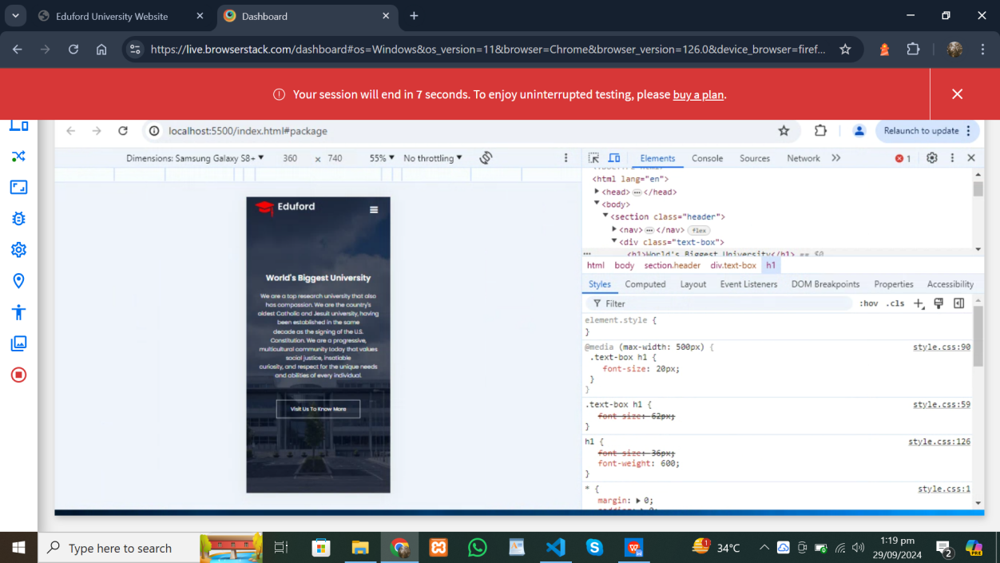 Eduford University Website
Dashboard
https://live.browserstack.com/dashboard#os=Windows&os_version=11&browser=Chrome&browser_version=126.0&device_browser=firef...
Your session will end in 7 seconds. To enjoy uninterrupted testing, please buy a plan.
localhost:5500/index.html#package
Relaunch to update
Dimensions: Samsung Galaxy S8+ 360 × 740 55% No throttling
Elements Console Sources Network 1
<html lang="en">
<head> </head>
<body>
<section class="header">
<nav> </nav> flex
<div class="text-box">
<h1>World's Biggest University</h1> == $0
html body section.header div.text-box h1
Styles Computed Layout Event Listeners DOM Breakpoints Properties Accessibility
Filter :hov .cls
element.style {
}
@media (max-width: 500px) { style.css:90
.text-box h1 {
font-size: 20px;
}
}
.text-box h1 { style.css:59
font-size: 62px;
}
h1 { style.css:126
font-size: 36px;
font-weight: 600;
}
* { style.css:1
margin: 0;
Eduford
World's Biggest University
We are a top research university that also
has compassion. We are the country's
oldest Catholic and Jesuit university, having
been established in the same
decade as the signing of the U.S.
Constitution. We are a progressive,
multicultural community today that values
social justice, insatiable
curiosity, and respect for the unique needs
and abilities of every individual.
Visit Us To Know More
Type here to search
1
34°C
1:19 pm
29/09/2024
2
PRE